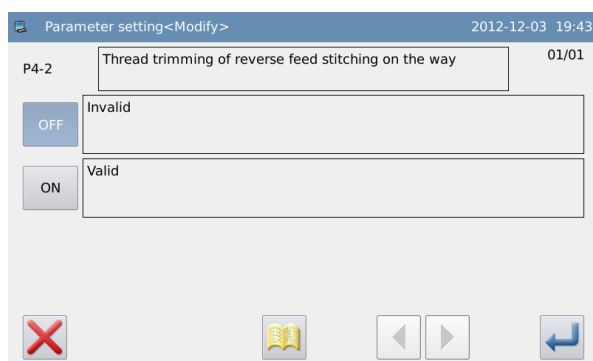 Parameter setting<Modify>
2012-12-03 19:43
P4-2
Thread trimming of reverse feed stitching on the way
01/01
OFF
Invalid
ON
Valid